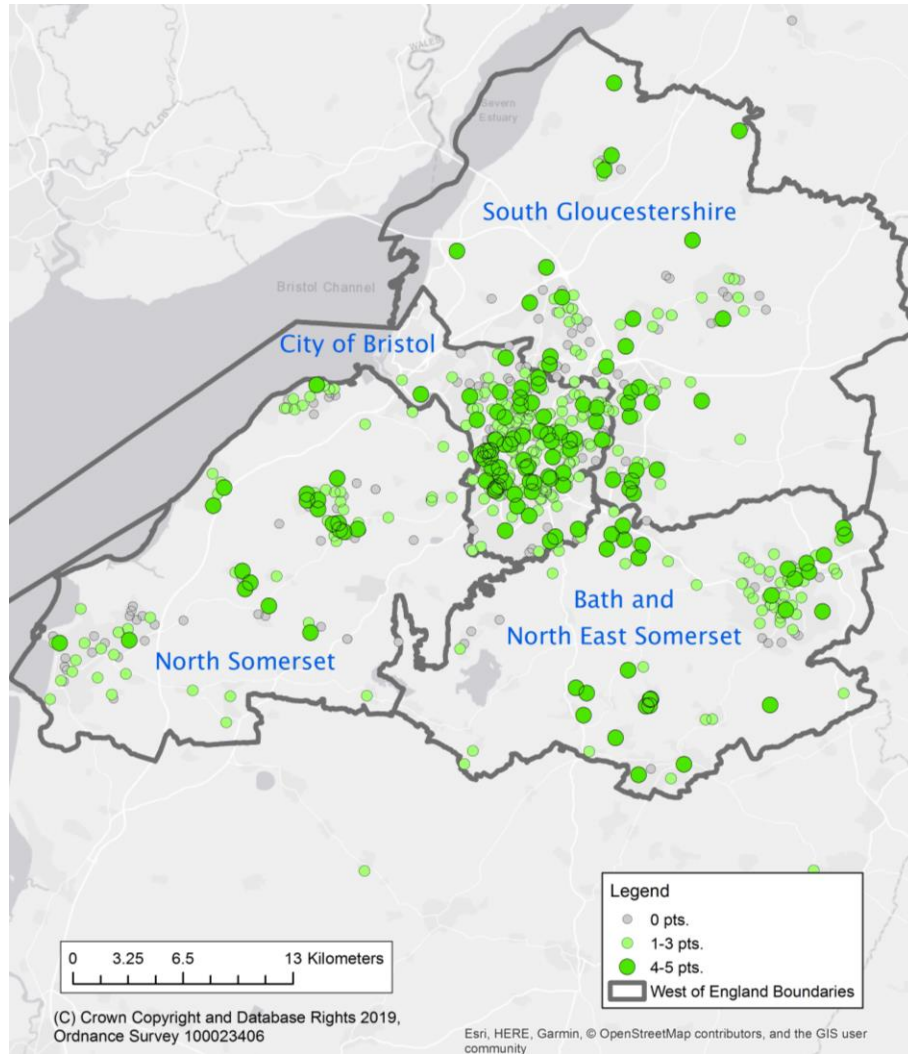 WALES
Severn
Estuary
South Gloucestershire
Bristol Channel
City of Bristol
Bath and
North East Somerset
North Somerset
Legend
0 pts.
1-3 pts.
4-5 pts.
West of England Boundaries
0 3.25 6.5 13 Kilometers
(C) Crown Copyright and Database Rights 2019,
Ordnance Survey 100023406
Esri, HERE, Garmin, © OpenStreetMap contributors, and the GIS user
community